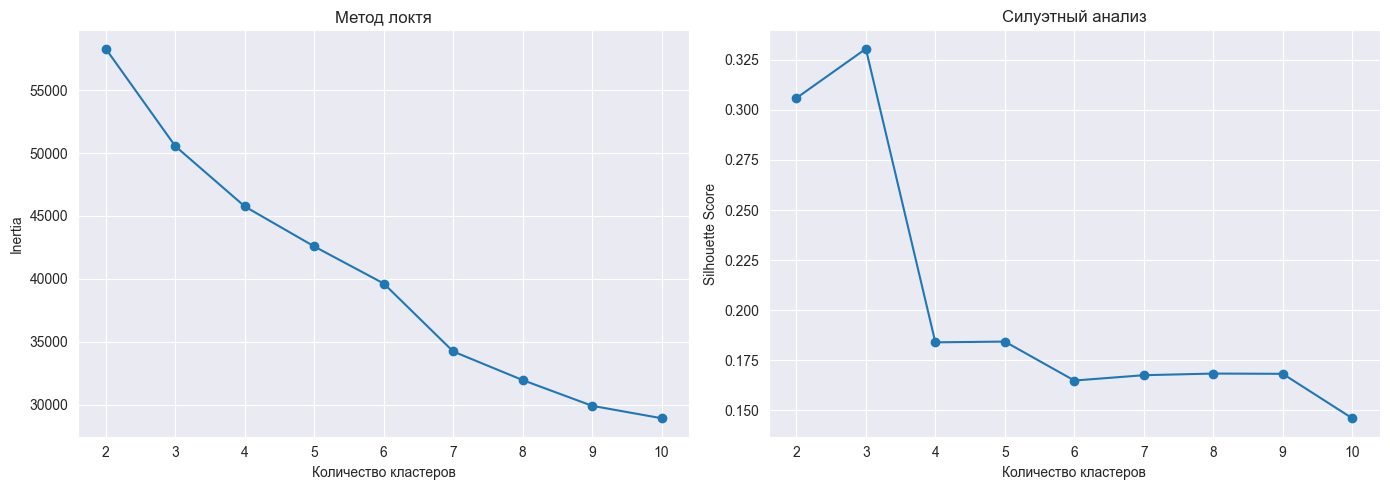 Метод локтя
Inertia
55000
50000
45000
40000
35000
30000
2 3 4 5 6 7 8 9 10
Количество кластеров
Силуэтный анализ
Silhouette Score
0.325
0.300
0.275
0.250
0.225
0.200
0.175
0.150
2 3 4 5 6 7 8 9 10
Количество кластеров